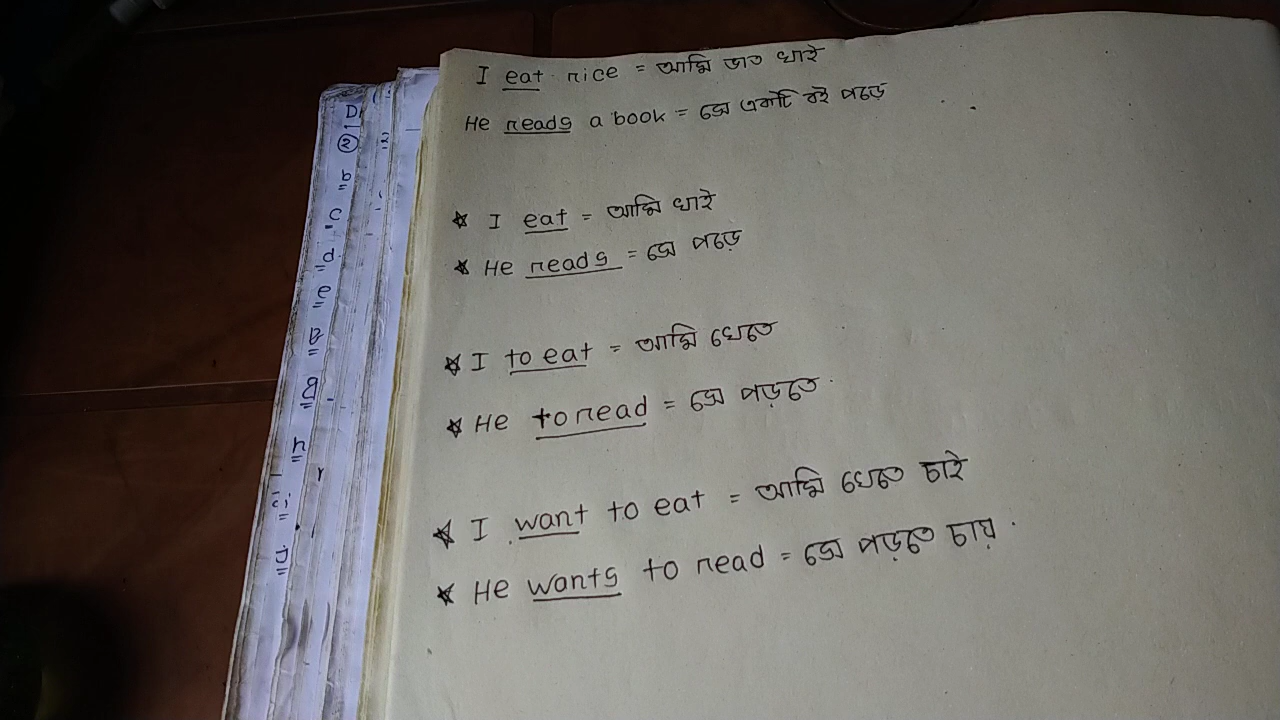 I eat rice = আমি ভাত খাই
He reads a book = সে একটি বই পড়ে
* I eat = আমি খাই
* He reads = সে পড়ে
* I to eat = আমি খেতে
* He to read = সে পড়তে.
* I want to eat = আমি খেতে চাই
* He wants to read = সে পড়তে চায়.
D
②
b
c
d
e